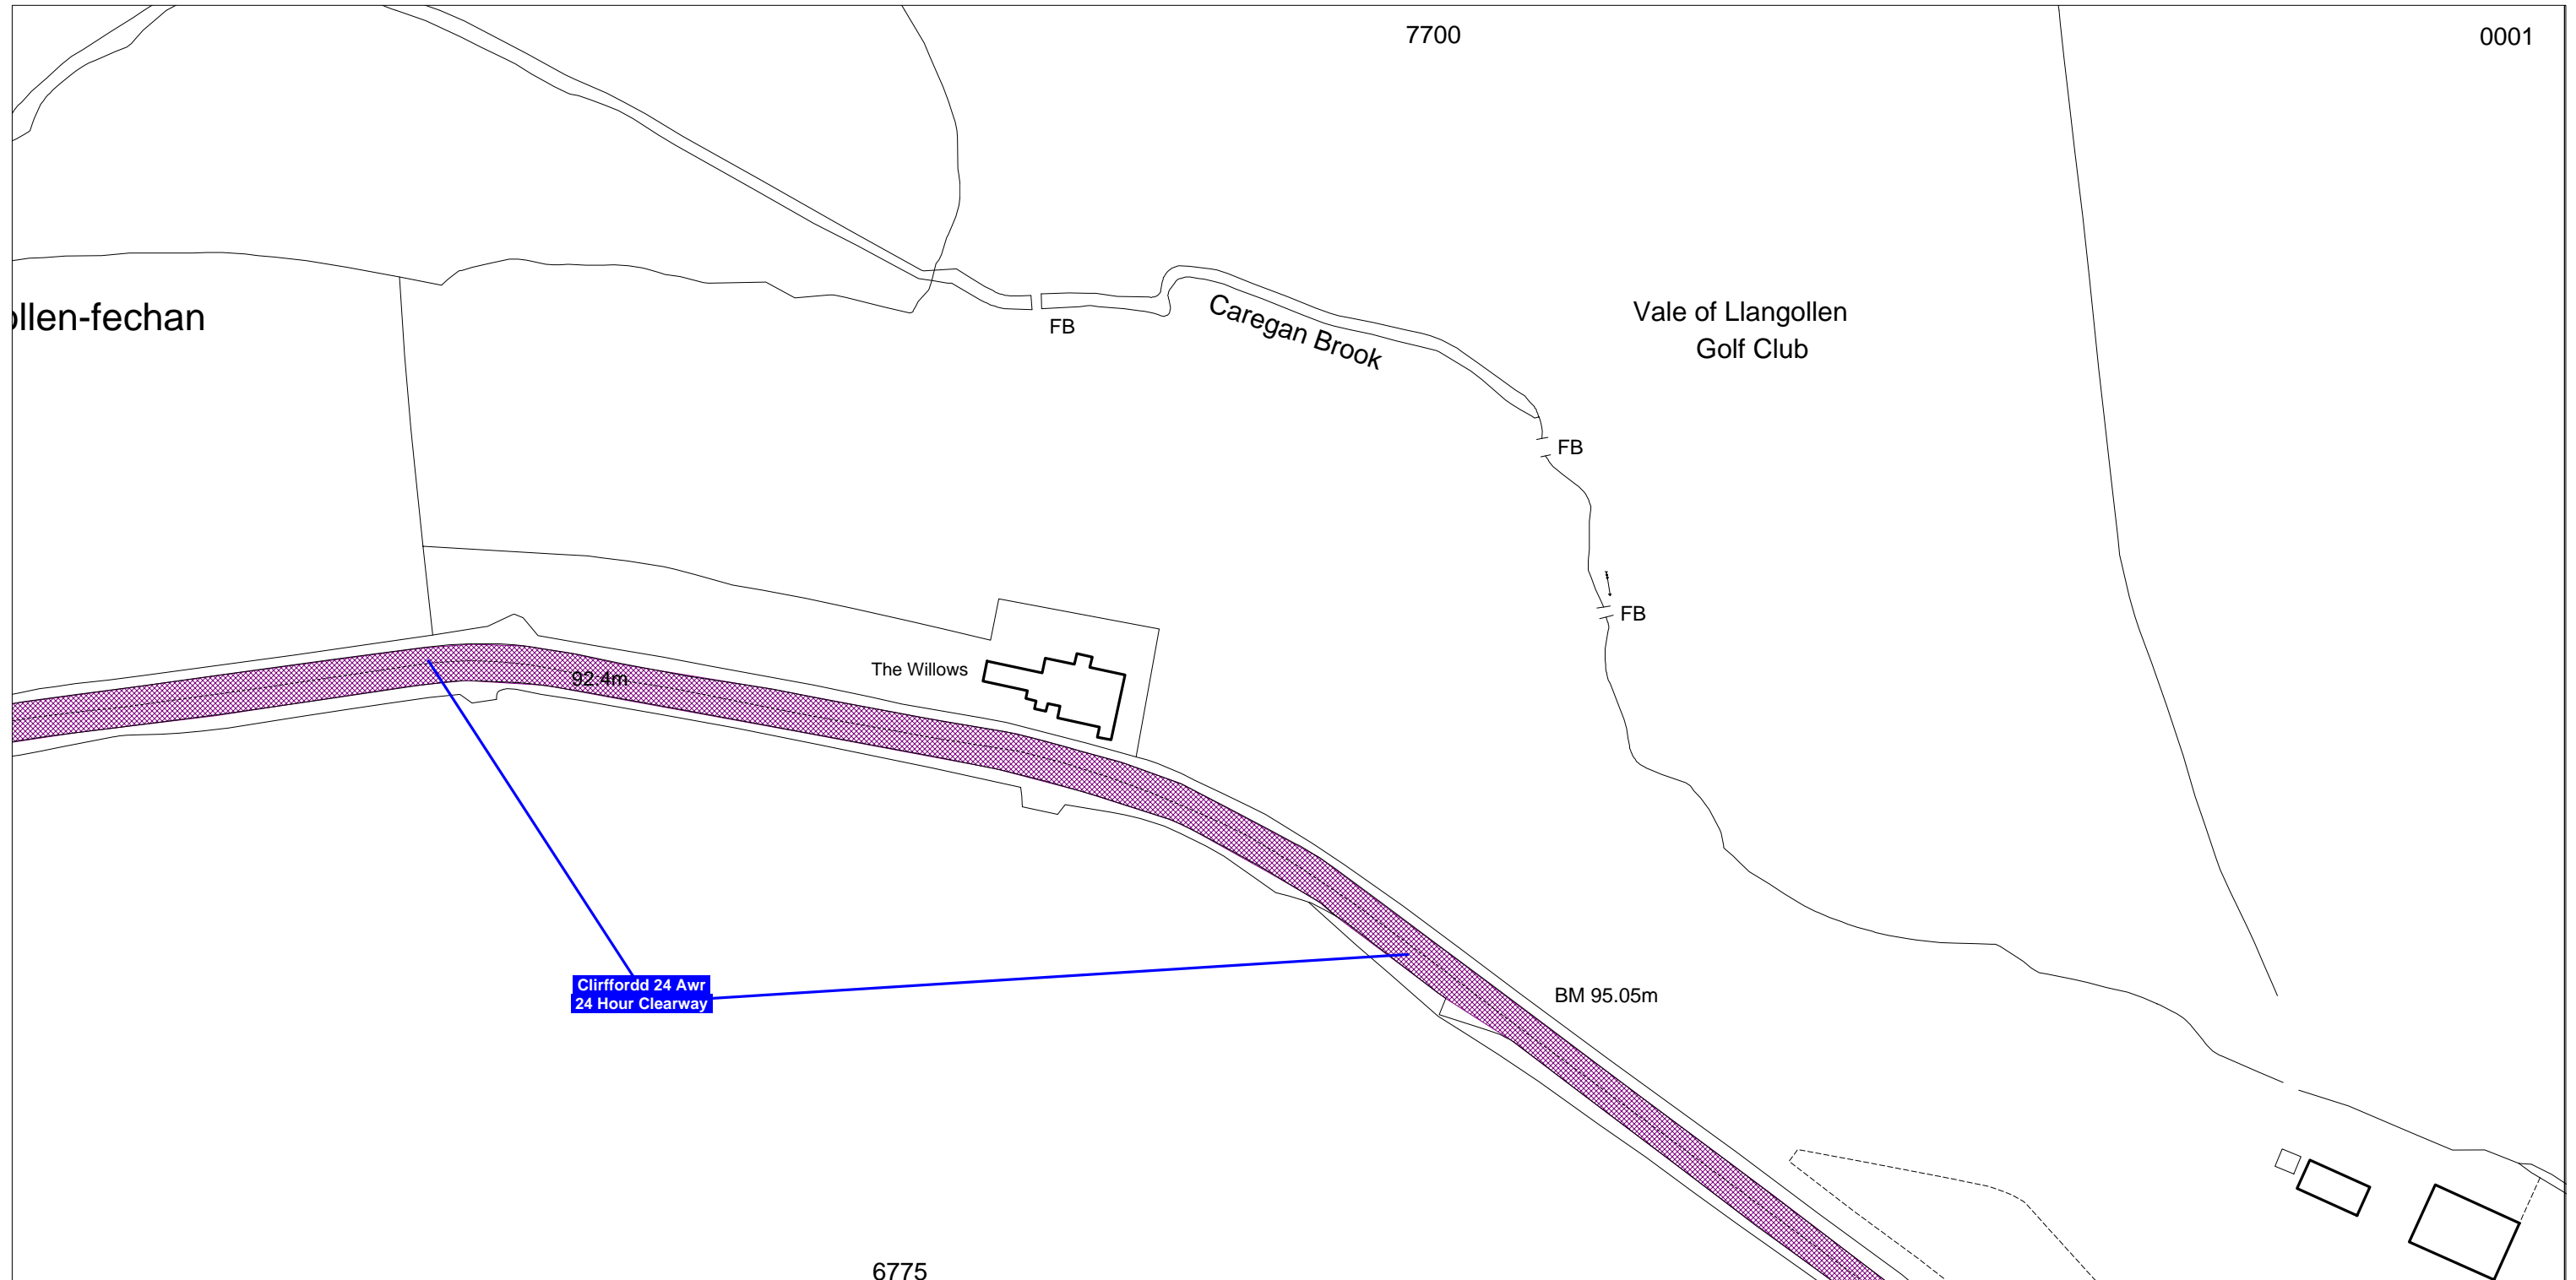 7700
0001
ollen-fechan
Vale of Llangollen
Golf Club
Caregan Brook
FB
FB
FB
The Willows
92.4m
Clirffordd 24 Awr
24 Hour Clearway
BM 95.05m
6775